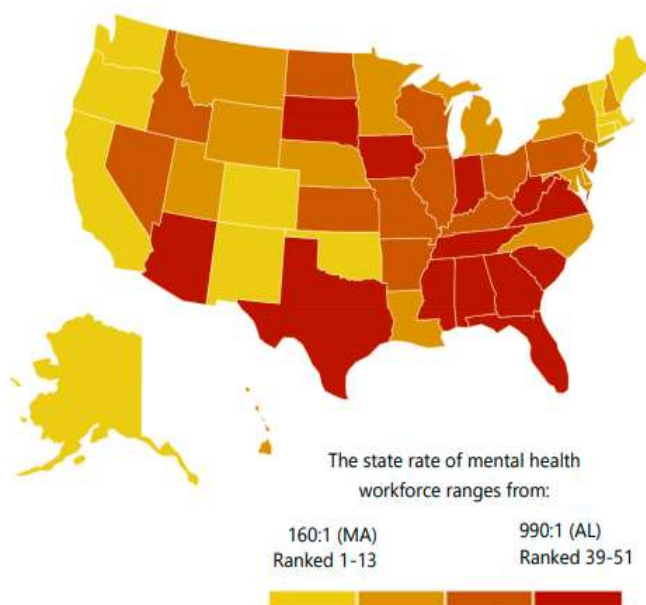 The state rate of mental health
workforce ranges from:
160:1 (MA)
Ranked 1-13
990:1 (AL)
Ranked 39-51